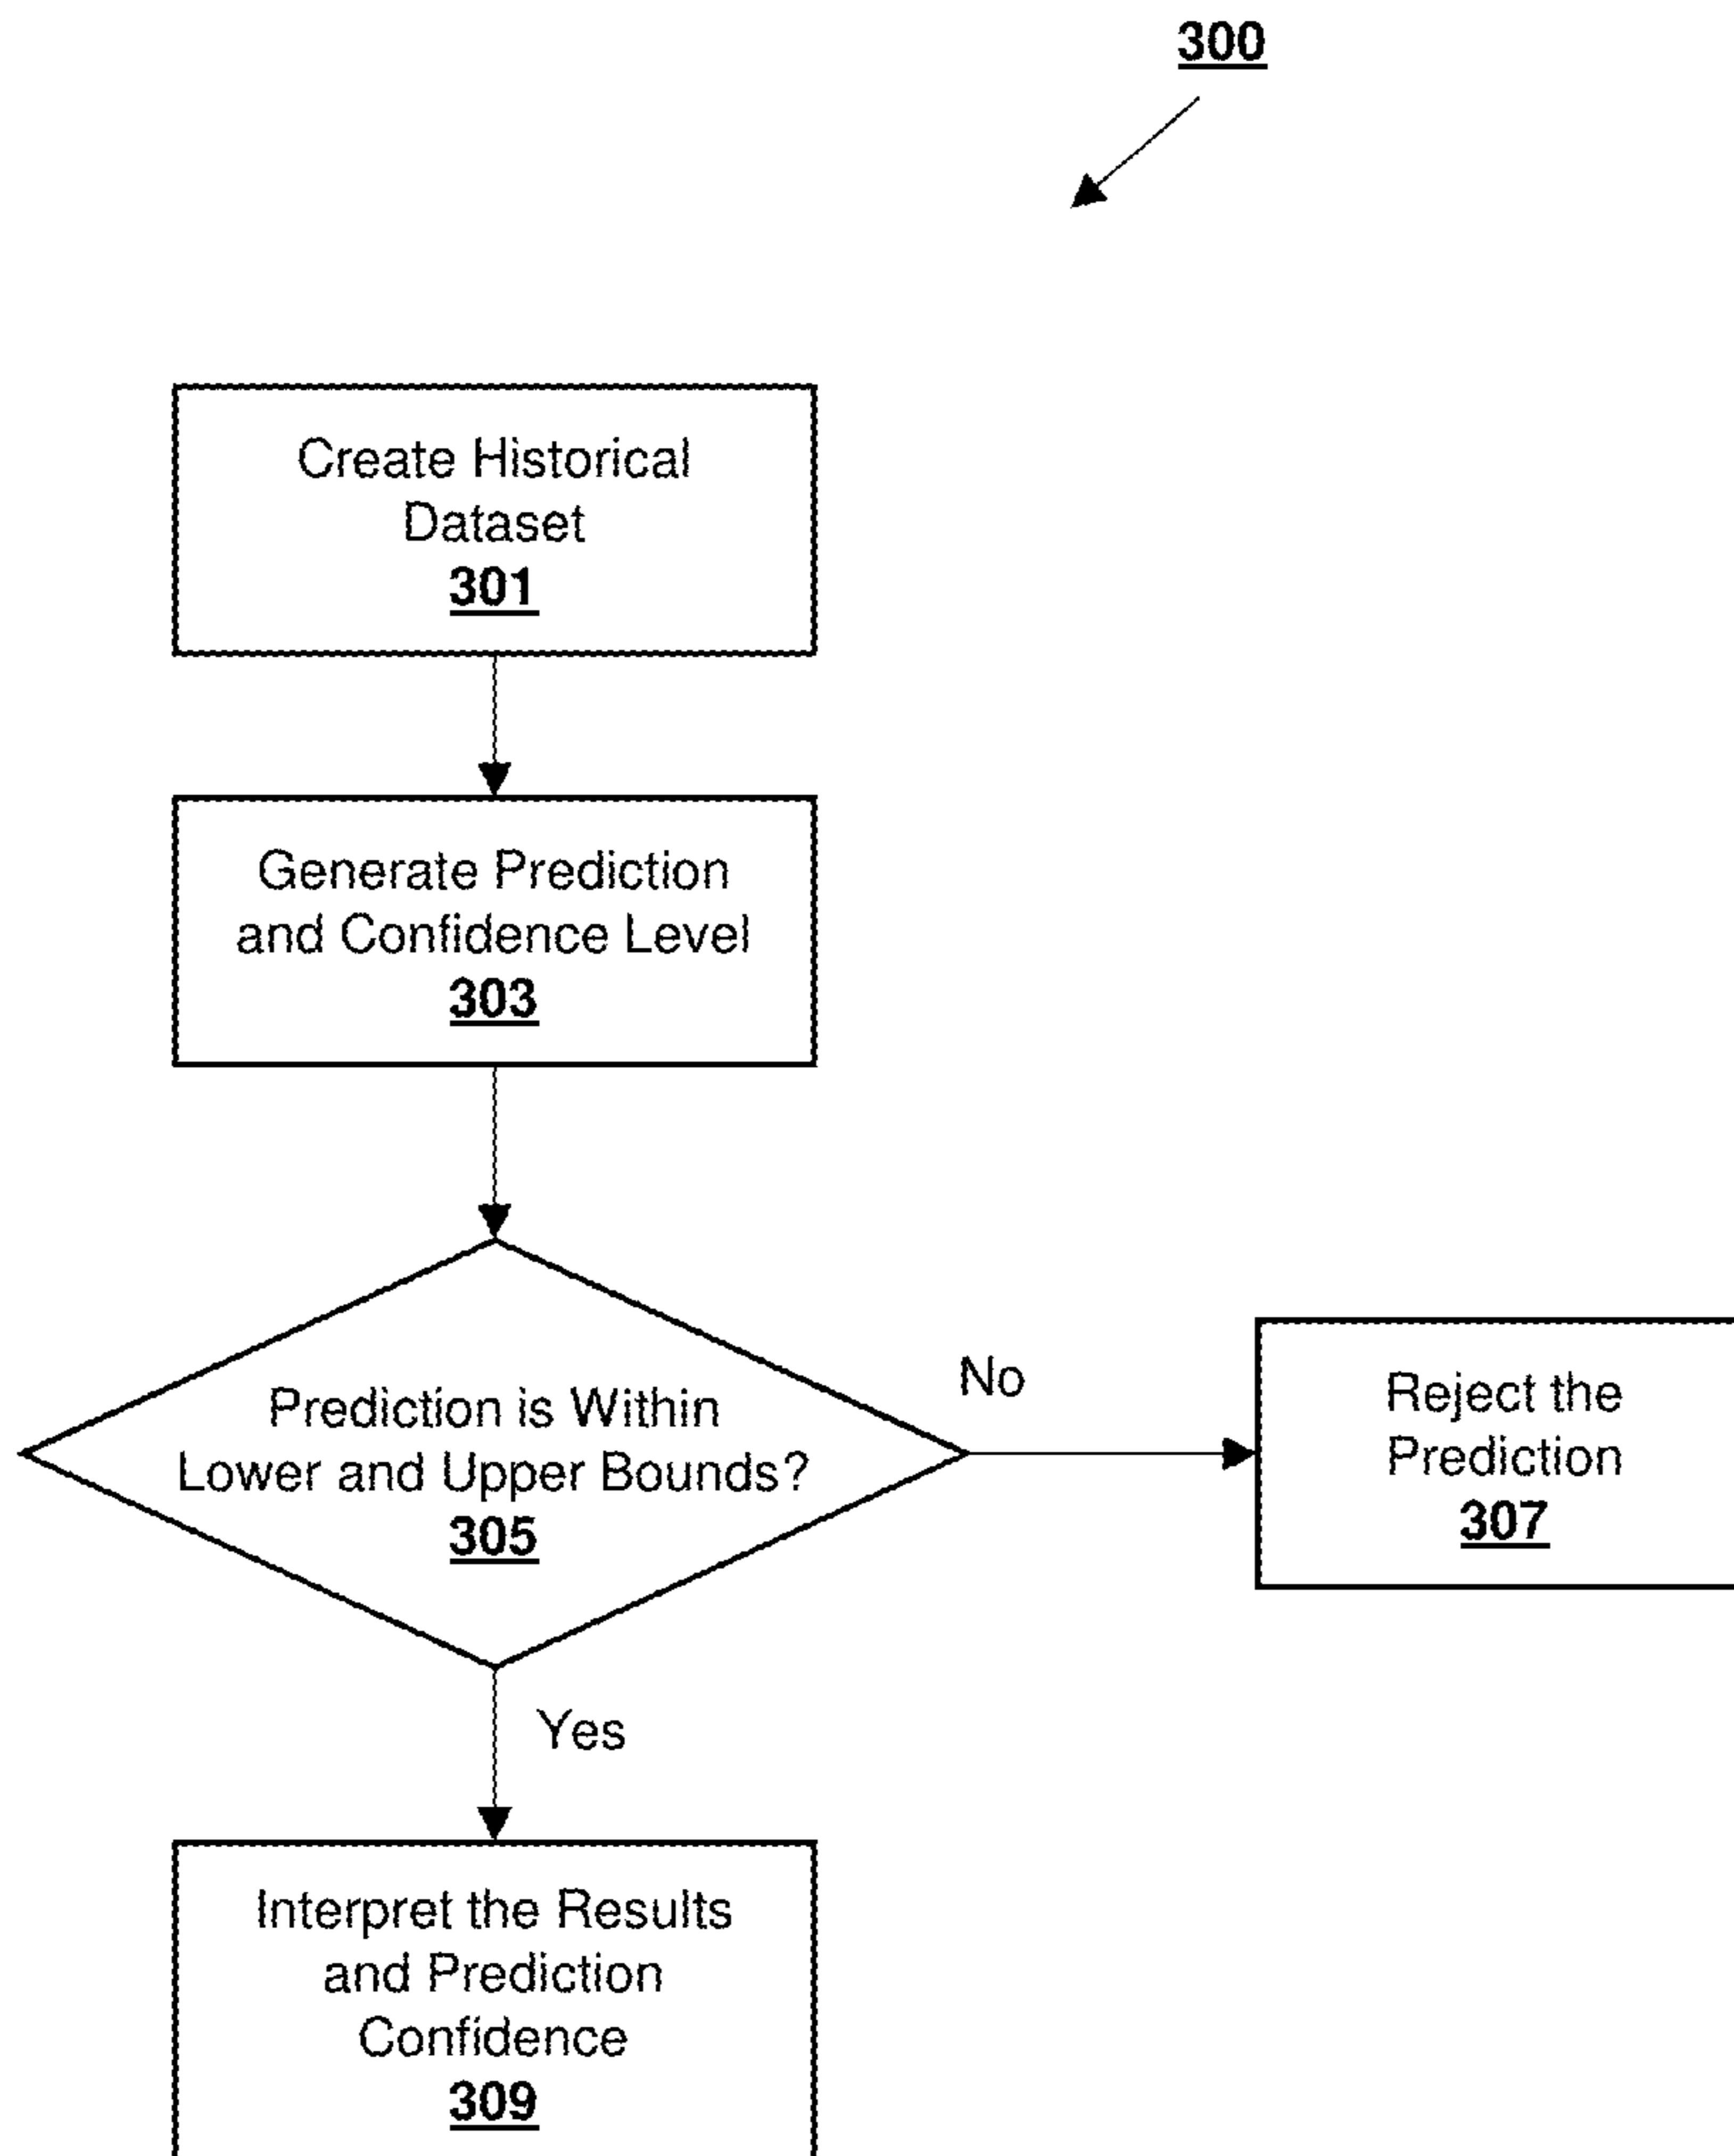 300
Create Historical
Dataset
301
Generate Prediction
and Confidence Level
303
Prediction is Within
Lower and Upper Bounds?
305
No
Reject the
Prediction
307
Yes
Interpret the Results
and Prediction
Confidence
309